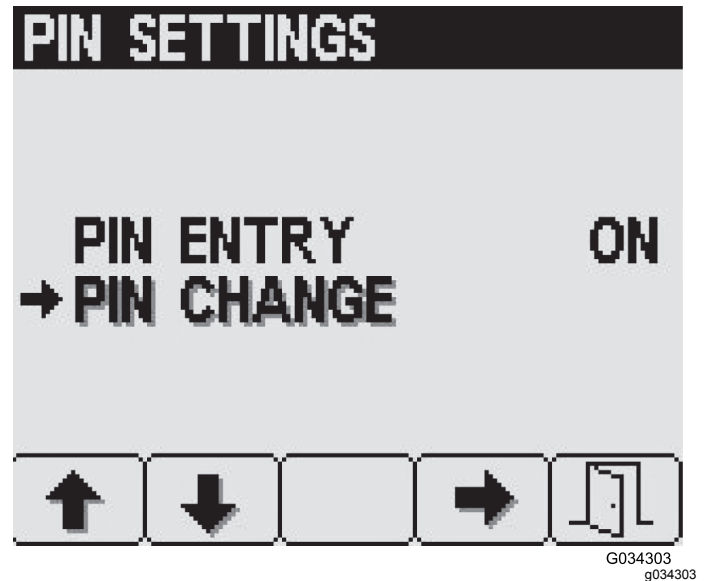 PIN SETTINGS
PIN ENTRY ON
PIN CHANGE
G034303
g034303